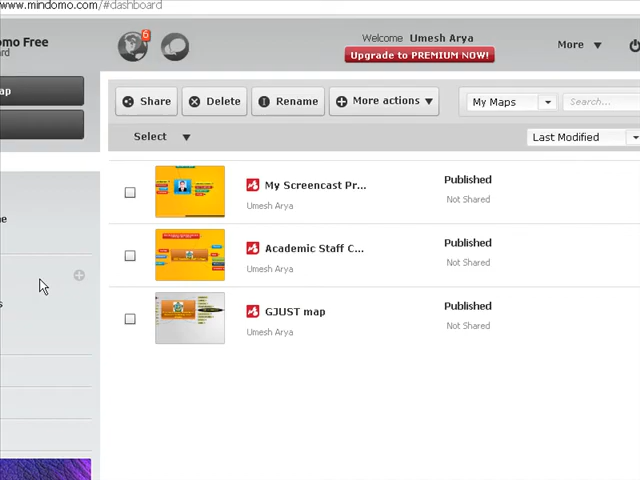 www.mindomo.com/#dashboard
omo Free
Welcome Umesh Arya
Upgrade to PREMIUM NOW!
More
6
Share
Delete
Rename
More actions
My Maps
Search...
Select
Last Modified
My Screencast Pr...
Umesh Arya
Published
Not Shared
Academic Staff C...
Umesh Arya
Published
Not Shared
GJUST map
Umesh Arya
Published
Not Shared